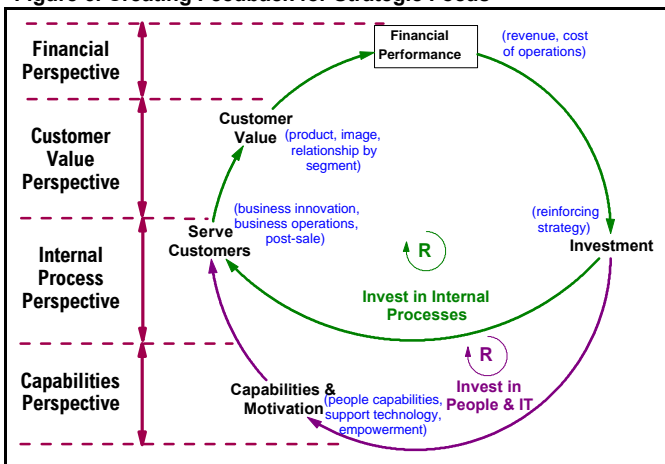 Figure 6. Creating Feedback for Strategic Focus
Financial
Perspective
Customer
Value
Perspective
Internal
Process
Perspective
Capabilities
Perspective
Financial
Performance
(revenue, cost
of operations)
Customer
Value
(product, image,
relationship by
segment)
(business innovation,
business operations,
post-sale)
Serve
Customers
(reinforcing
strategy)
Investment
R
Invest in Internal
Processes
R
Invest in
People & IT
Capabilities &
Motivation
(people capabilities,
support technology,
empowerment)